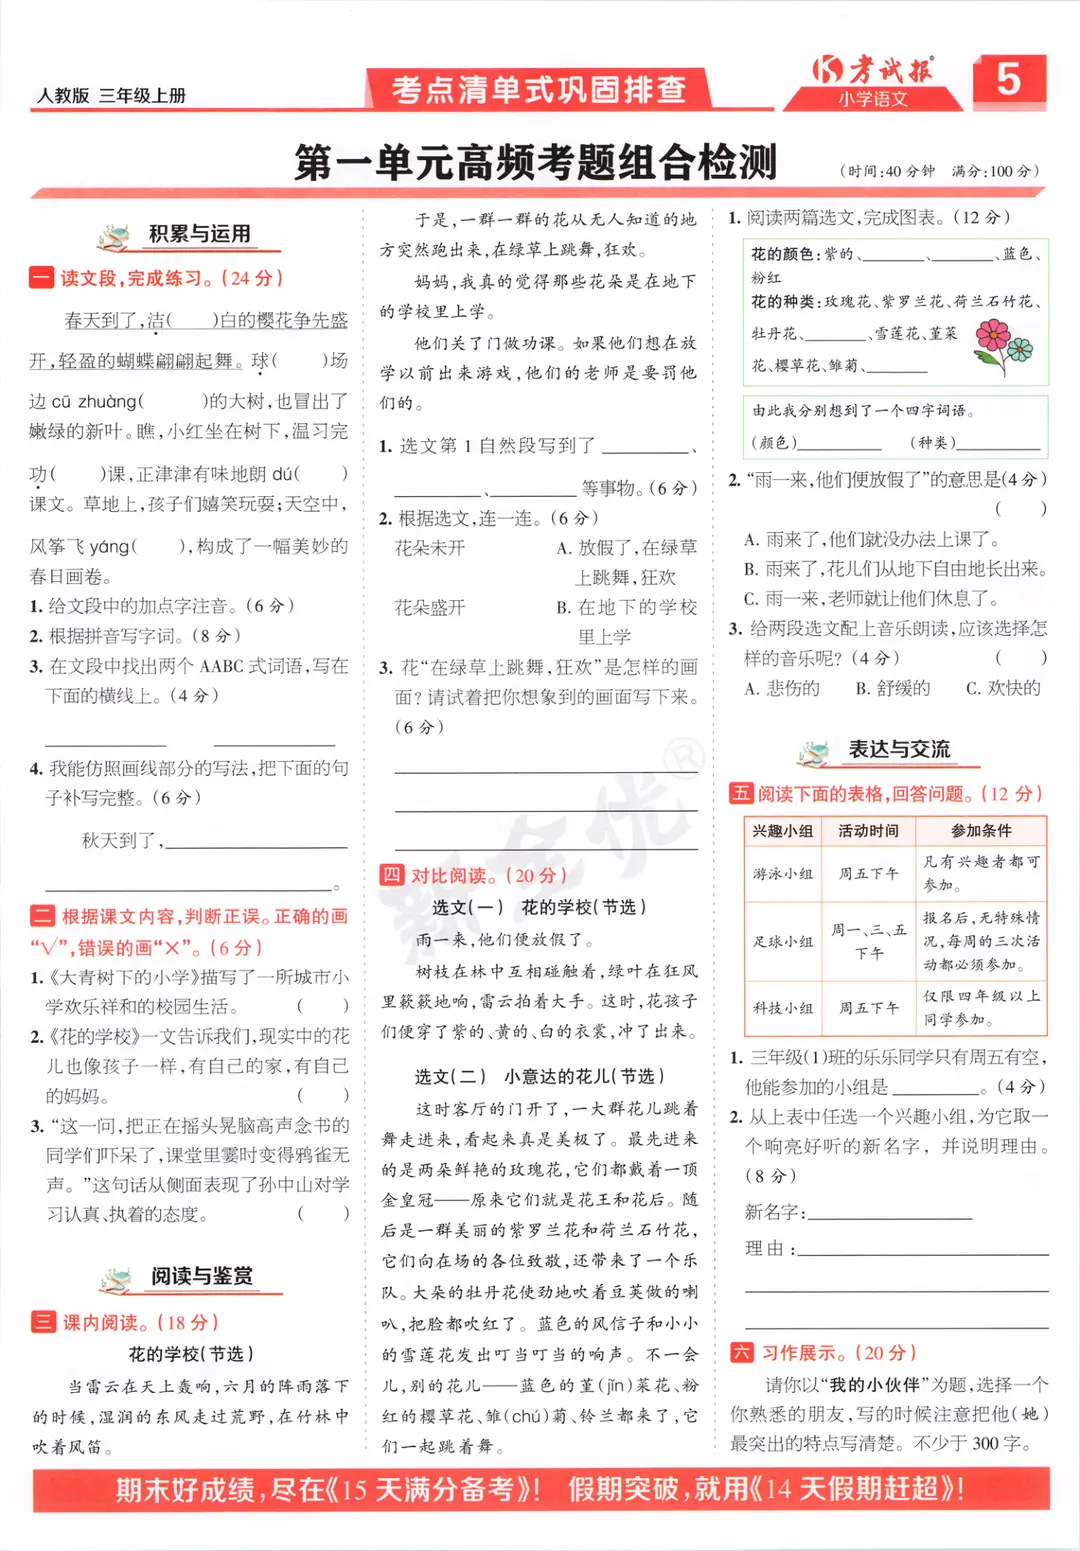 人教版 三年级上册
考点清单式巩固排查
考试报
小学语文
5
第一单元高频考题组合检测
(时间:40分钟 满分:100分)
积累与运用
一 读文段,完成练习。(24分)
春天到了,洁( )白的樱花争先盛
开,轻盈的蝴蝶翩翩起舞。球( )场
边 cū zhuàng( )的大树,也冒出了
嫩绿的新叶。瞧,小红坐在树下,温习完
功( )课,正津津有味地朗 dú( )
课文。草地上,孩子们嬉笑玩耍;天空中,
风筝飞 yáng( ),构成了一幅美妙的
春日画卷。
1. 给文段中的加点字注音。(6分)
2. 根据拼音写字词。(8分)
3. 在文段中找出两个 AABC 式词语,写在
下面的横线上。(4分)
4. 我能仿照画线部分的写法,把下面的句
子补写完整。(6分)
秋天到了,
。
二 根据课文内容,判断正误。正确的画
“√”,错误的画“×”。(6分)
1.《大青树下的小学》描写了一所城市小
学欢乐祥和的校园生活。 ( )
2.《花的学校》一文告诉我们,现实中的花
儿也像孩子一样,有自己的家,有自己
的妈妈。 ( )
3. “这一问,把正在摇头晃脑高声念书的
同学们吓呆了,课堂里霎时变得鸦雀无
声。”这句话从侧面表现了孙中山对学
习认真、执着的态度。 ( )
阅读与鉴赏
三 课内阅读。(18分)
花的学校(节选)
当雷云在天上轰响,六月的阵雨落下
的时候,湿润的东风走过荒野,在竹林中
吹着风笛。
于是,一群一群的花从无人知道的地
方突然跑出来,在绿草上跳舞,狂欢。
妈妈,我真的觉得那些花朵是在地下
的学校里上学。
他们关了门做功课。如果他们想在放
学以前出来游戏,他们的老师是要罚他
们的。
1. 选文第1自然段写到了 、
、 等事物。(6分)
2. 根据选文,连一连。(6分)
花朵未开 A. 放假了,在绿草
上跳舞,狂欢
花朵盛开 B. 在地下的学校
里上学
3. 花“在绿草上跳舞,狂欢”是怎样的画
面?请试着把你想象到的画面写下来。
(6分)
新全优®
四 对比阅读。(20分)
选文(一) 花的学校(节选)
雨一来,他们便放假了。
树枝在林中互相碰触着,绿叶在狂风
里簌簌地响,雷云拍着大手。这时,花孩子
们便穿了紫的、黄的、白的衣裳,冲了出来。
选文(二) 小意达的花儿(节选)
这时客厅的门开了,一大群花儿跳着
舞走进来,看起来真是美极了。最先进来
的是两朵鲜艳的玫瑰花,它们都戴着一顶
金皇冠——原来它们就是花王和花后。随
后是一群美丽的紫罗兰花和荷兰石竹花,
它们向在场的各位致敬,还带来了一个乐
队。大朵的牡丹花使劲地吹着豆荚做的喇
叭,把脸都吹红了。蓝色的风信子和小小
的雪莲花发出叮当叮当的响声。不一会
儿,别的花儿——蓝色的堇(jǐn)菜花、粉
红的樱草花、雏(chú)菊、铃兰都来了,它
们一起跳着舞。
1. 阅读两篇选文,完成图表。(12分)
花的颜色:紫的、 、 、蓝色、
粉红
花的种类:玫瑰花、紫罗兰花、荷兰石竹花、
牡丹花、 、雪莲花、堇菜
花、樱草花、雏菊、
由此我分别想到了一个四字词语。
(颜色) (种类)
2. “雨一来,他们便放假了”的意思是(4分)
( )
A. 雨来了,他们就没办法上课了。
B. 雨来了,花儿们从地下自由地长出来。
C. 雨一来,老师就让他们休息了。
3. 给两段选文配上音乐朗读,应该选择怎
样的音乐呢?(4分) ( )
A. 悲伤的 B. 舒缓的 C. 欢快的
表达与交流
五 阅读下面的表格,回答问题。(12分)
兴趣小组 活动时间 参加条件
游泳小组 周五下午 凡有兴趣者都可
参加。
足球小组 周一、三、五
下午 报名后,无特殊情
况,每周的三次活
动都必须参加。
科技小组 周五下午 仅限四年级以上
同学参加。
1. 三年级(1)班的乐乐同学只有周五有空,
他能参加的小组是 。(4分)
2. 从上表中任选一个兴趣小组,为它取一
个响亮好听的新名字,并说明理由。
(8分)
新名字:
理由:
六 习作展示。(20分)
请你以“我的小伙伴”为题,选择一个
你熟悉的朋友,写的时候注意把他(她)
最突出的特点写清楚。不少于300字。
期末好成绩,尽在《15天满分备考》! 假期突破,就用《14天假期赶超》!